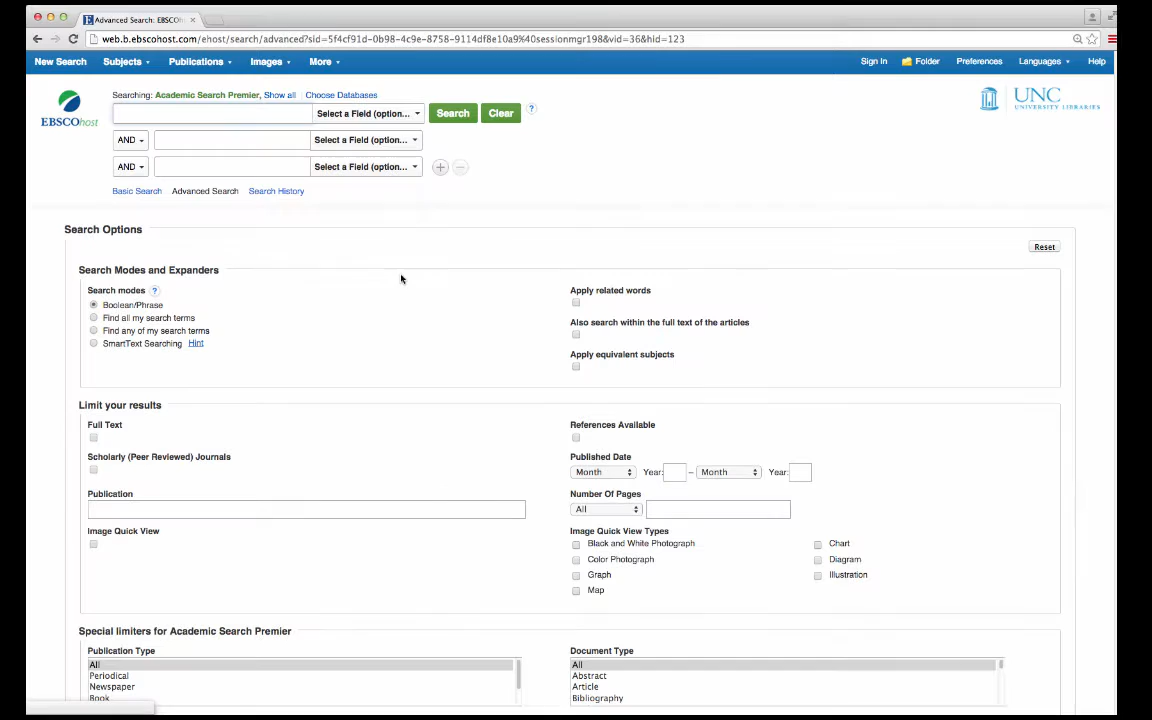 Advanced Search: EBSCOh
web.b.ebscohost.com/ehost/search/advanced?sid=5f4cf91d-0b98-4c9e-8758-9114df8e10a9%40sessionmgr198&vid=36&hid=123
New Search Subjects Publications Images More Sign In Folder Preferences Languages Help
Searching: Academic Search Premier, Show all Choose Databases
EBSCOhost
Select a Field (option... Search Clear ?
UNC
UNIVERSITY LIBRARIES
AND Select a Field (option...
AND Select a Field (option... + −
Basic Search Advanced Search Search History
Search Options
Reset
Search Modes and Expanders
Search modes ?
Boolean/Phrase
Find all my search terms
Find any of my search terms
SmartText Searching Hint
Apply related words
Also search within the full text of the articles
Apply equivalent subjects
Limit your results
Full Text
Scholarly (Peer Reviewed) Journals
Publication
Image Quick View
References Available
Published Date
Month Year: – Month Year:
Number Of Pages
All
Image Quick View Types
Black and White Photograph Chart
Color Photograph Diagram
Graph Illustration
Map
Special limiters for Academic Search Premier
Publication Type
All
Periodical
Newspaper
Book
Document Type
All
Abstract
Article
Bibliography